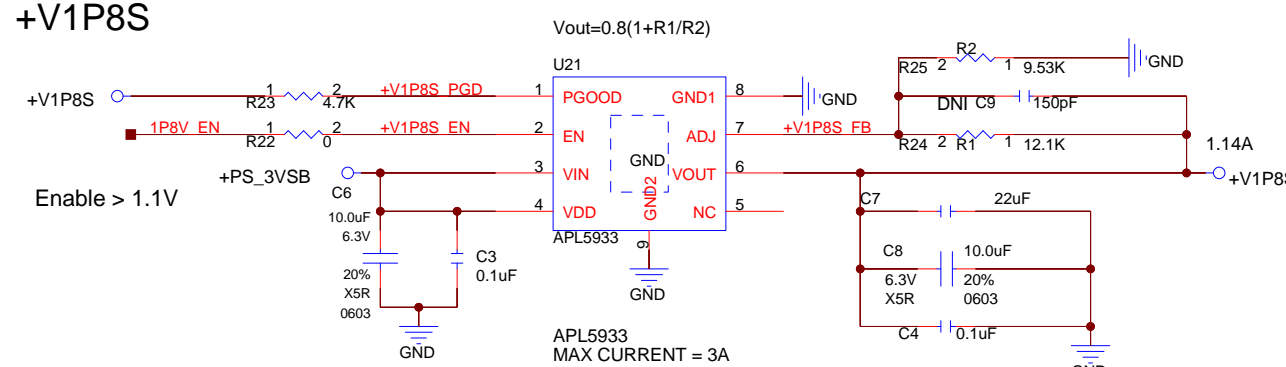 +V1P8S
Vout=0.8(1+R1/R2)
U21
+V1P8S
1
2
R23
4.7K
+V1P8S_PGD
1
PGOOD
1P8V_EN
1
2
R22
0
+V1P8S_EN
2
EN
+PS_3VSB
3
VIN
4
VDD
Enable > 1.1V
C6
10.0uF
6.3V
20%
X5R
0603
C3
0.1uF
GND
GND1
8
GND
ADJ
7
+V1P8S_FB
GND
VOUT
6
GND2
NC
5
APL5933
9
GND
APL5933
MAX CURRENT = 3A
R2
R25
2
1
9.53K
GND
DNI
C9
150pF
R24
2
R1
1
12.1K
1.14A
+V1P8S
C7
22uF
C8
10.0uF
6.3V
20%
X5R
0603
C4
0.1uF